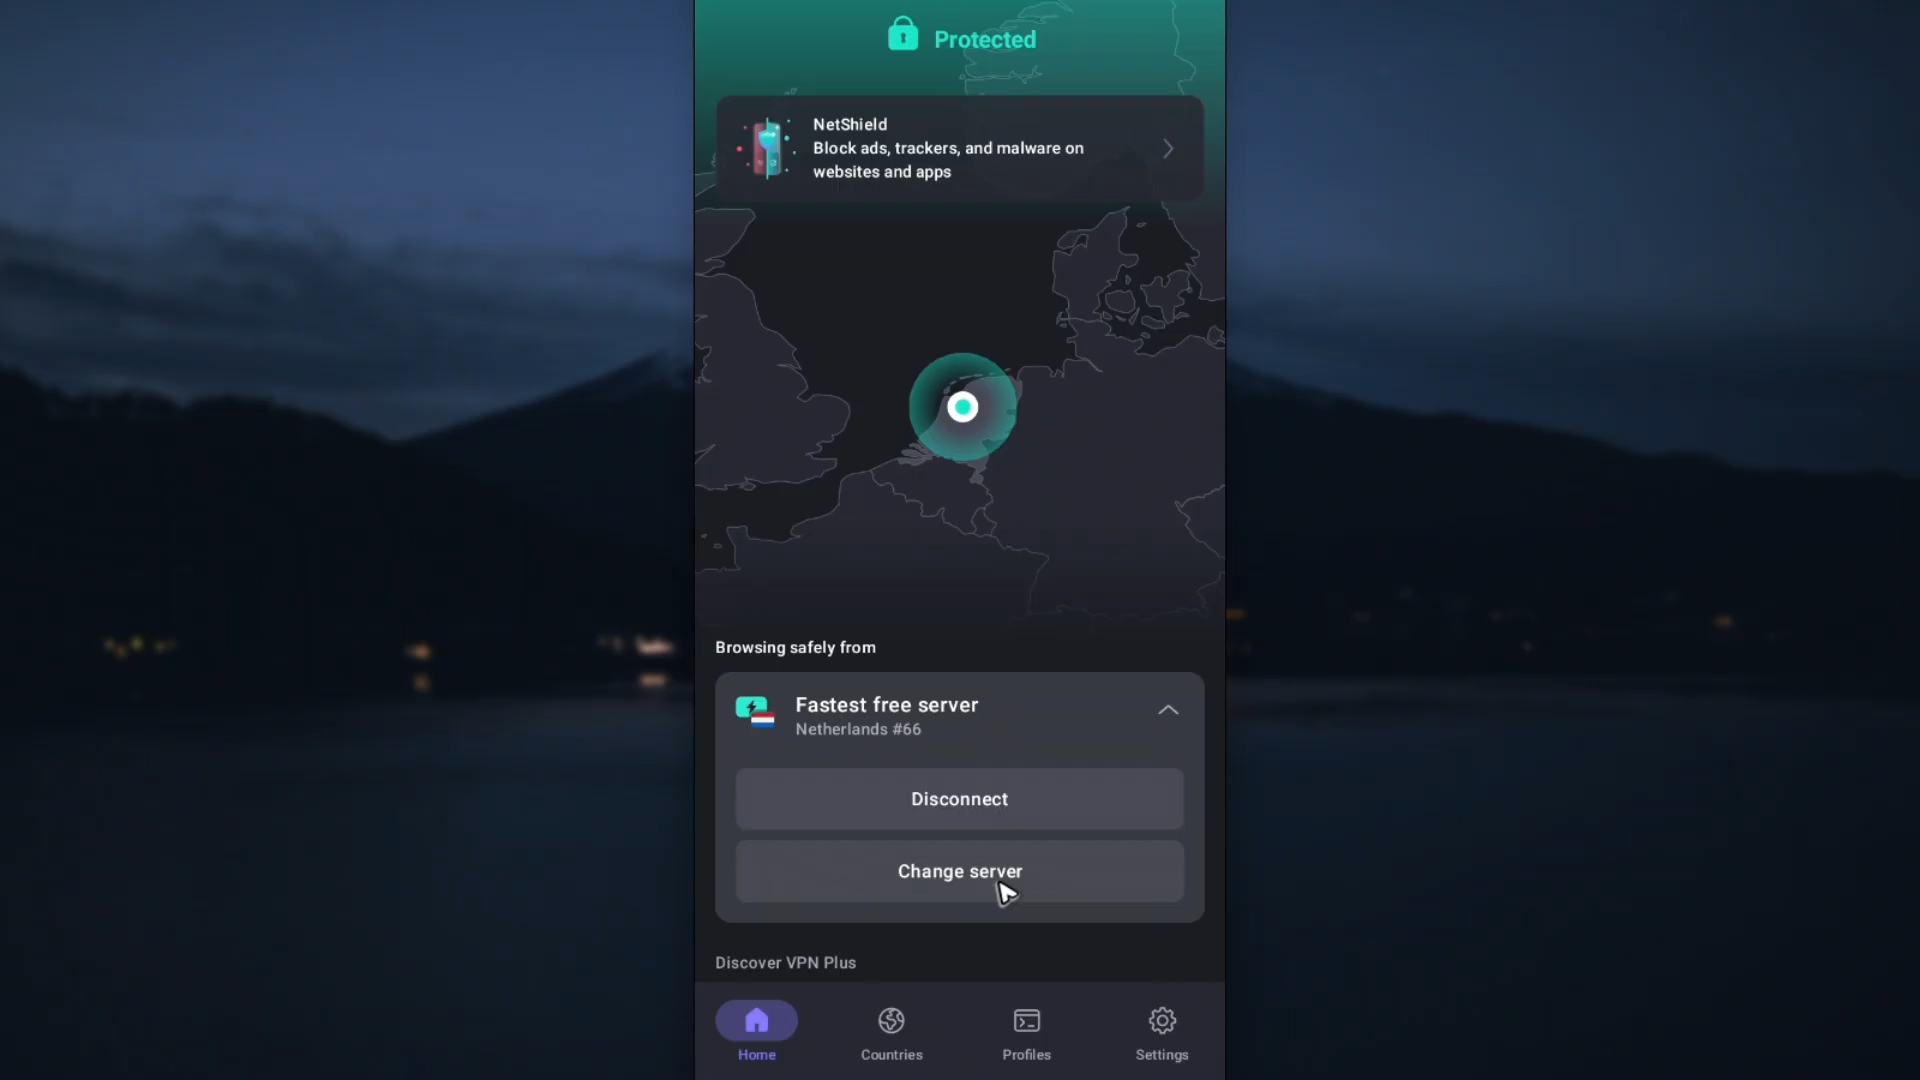 Protected
NetShield
Block ads, trackers, and malware on
websites and apps
Browsing safely from
Fastest free server
Netherlands #66
Disconnect
Change server
Discover VPN Plus
Home
Countries
Profiles
Settings